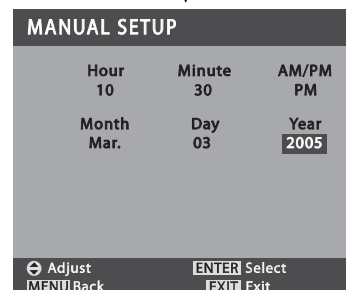 MANUAL SETUP
Hour Minute AM/PM
10 30 PM
Month Day Year
Mar. 03 2005
Adjust ENTER Select
MENU Back EXIT Exit